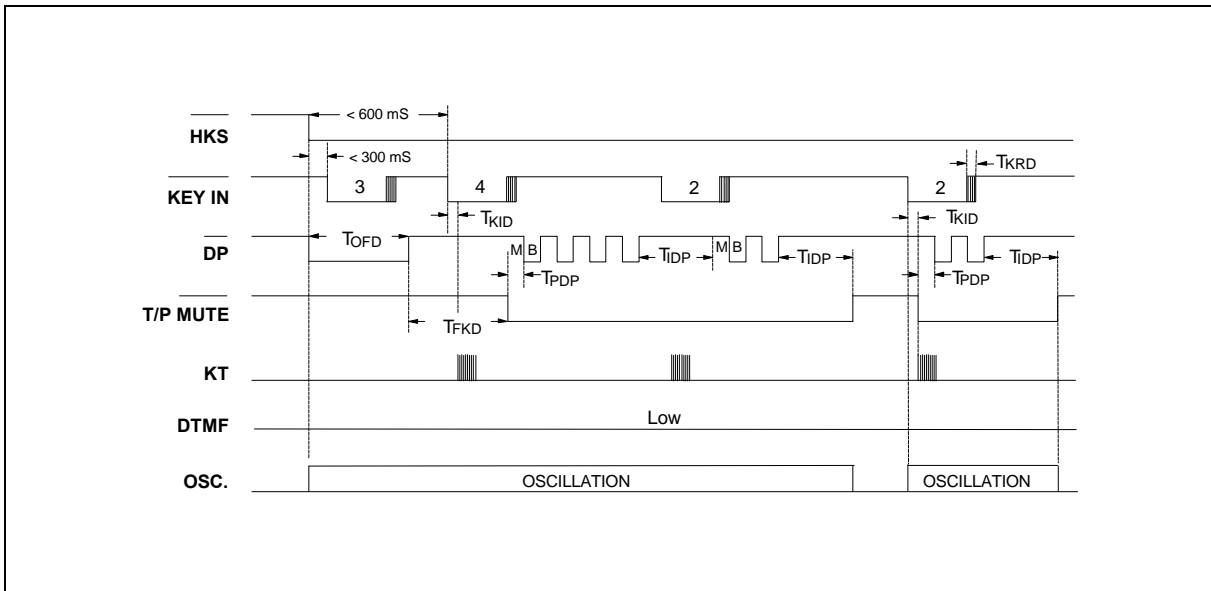 < 600 mS
HKS
< 300 mS
TKRD
KEY IN
3
4
2
2
TKID
TKID
TOFD
DP
M
B
TIDP
M
B
TIDP
TIDP
TPDP
TPDP
T/P MUTE
TFKD
KT
Low
DTMF
OSC.
OSCILLATION
OSCILLATION